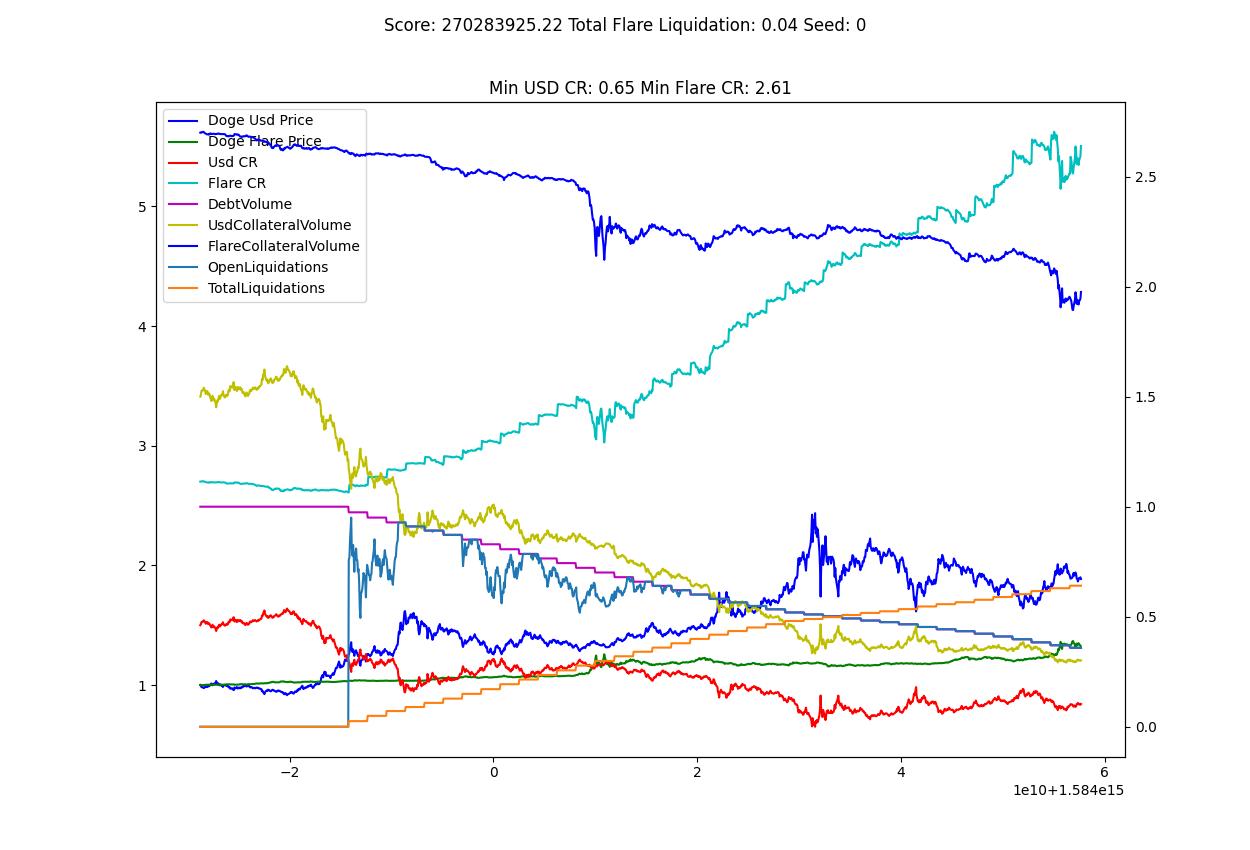 Score: 270283925.22 Total Flare Liquidation: 0.04 Seed: 0
Min USD CR: 0.65 Min Flare CR: 2.61
Doge Usd Price
Doge Flare Price
Usd CR
Flare CR
DebtVolume
UsdCollateralVolume
FlareCollateralVolume
OpenLiquidations
TotalLiquidations
5
4
3
2
1
2.5
2.0
1.5
1.0
0.5
0.0
−2 0 2 4 6
1e10+1.584e15